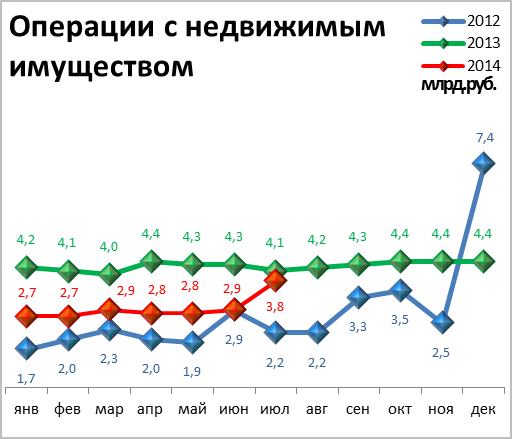 Операции с недвижимым
имуществом
2012
2013
2014
млрд.руб.
7,4
4,2 4,1 4,0 4,4 4,3 4,3 4,1 4,2 4,3 4,4 4,4 4,4
2,7 2,7 2,9 2,8 2,8 2,9 3,8
1,7 2,0 2,3 2,0 1,9 2,9 2,2 2,2 3,3 3,5 2,5
янв фев мар апр май июн июл авг сен окт ноя дек